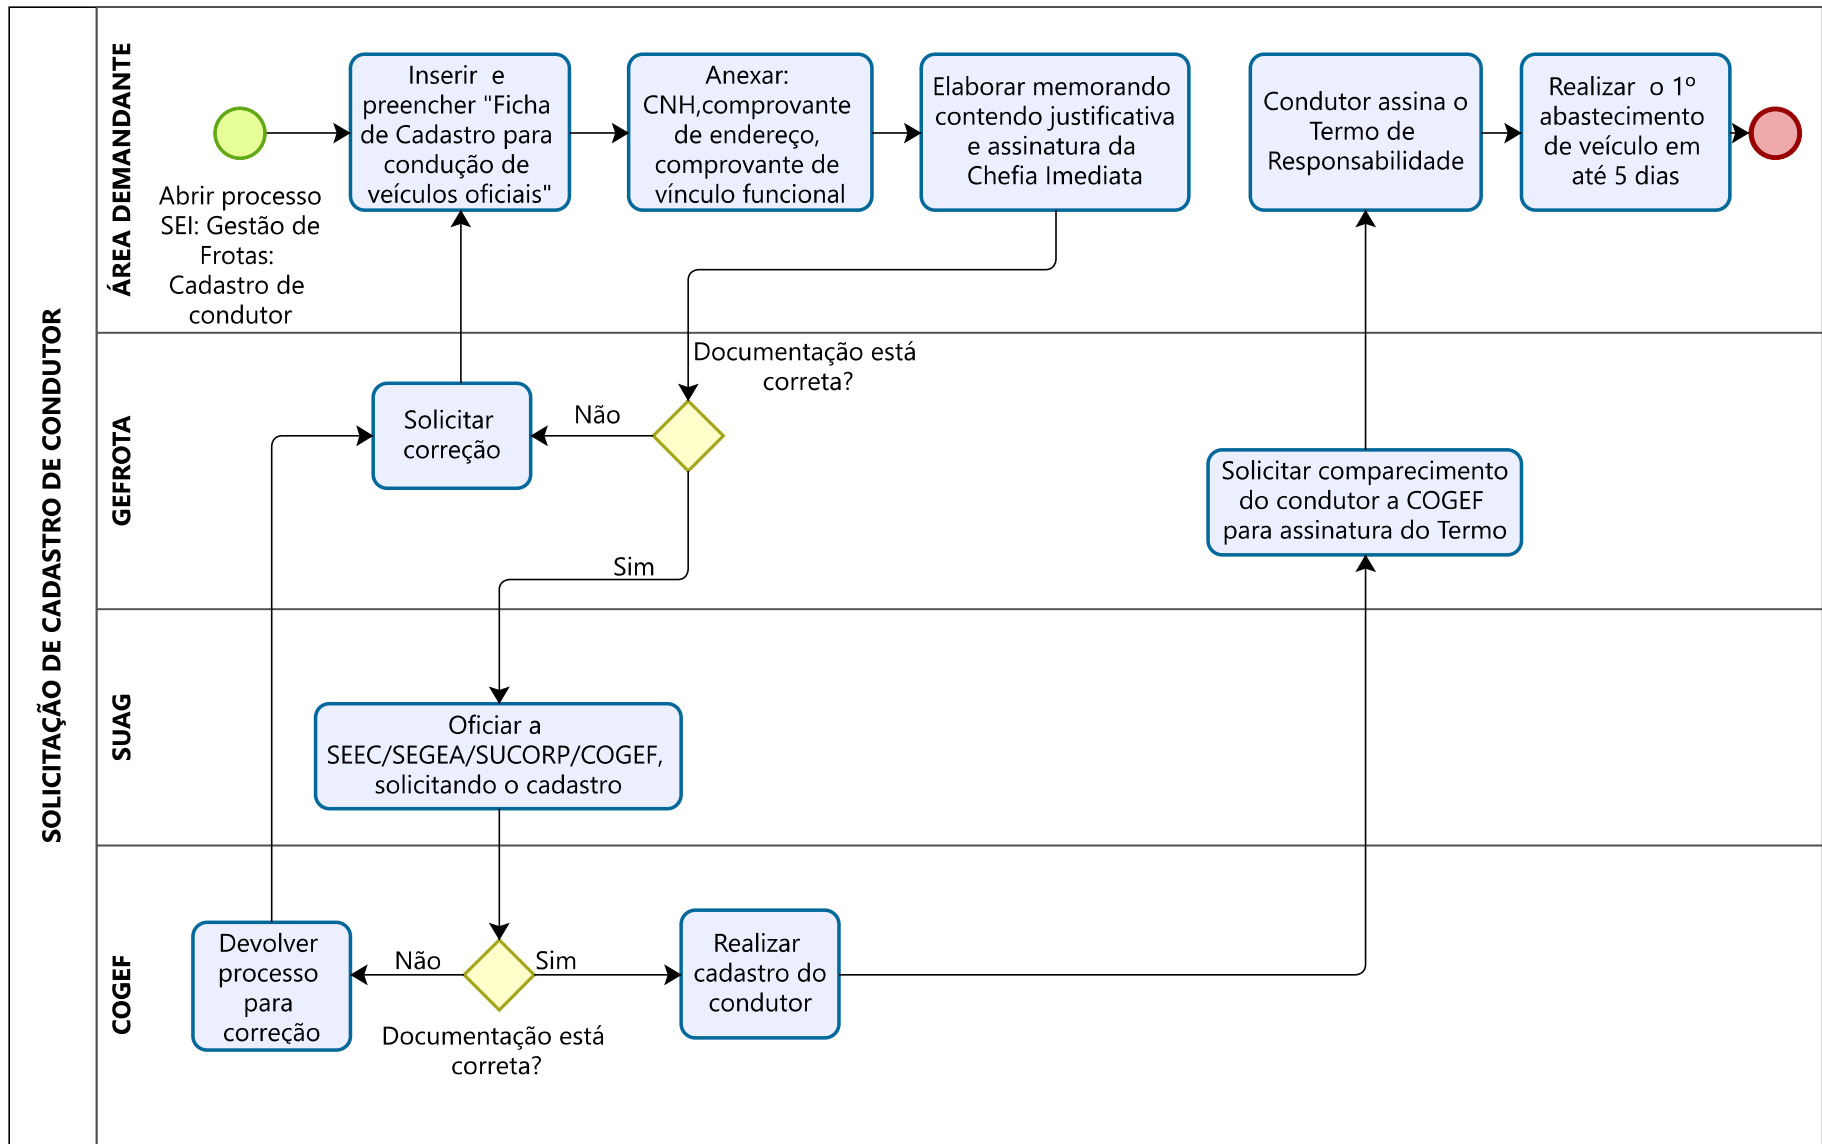 SOLICITAÇÃO DE CADASTRO DE CONDUTOR
ÁREA DEMANDANTE
Abrir processo
SEI: Gestão de
Frotas:
Cadastro de
condutor
Inserir e
preencher "Ficha
de Cadastro para
condução de
veículos oficiais"
Anexar:
CNH,comprovante
de endereço,
comprovante de
vínculo funcional
Elaborar memorando
contendo justificativa
e assinatura da
Chefia Imediata
Condutor assina o
Termo de
Responsabilidade
Realizar o 1º
abastecimento
de veículo em
até 5 dias
GEFROTA
Documentação está
correta?
Não
Solicitar
correção
Sim
Solicitar comparecimento
do condutor a COGEF
para assinatura do Termo
SUAG
Oficiar a
SEEC/SEGEA/SUCORP/COGEF,
solicitando o cadastro
COGEF
Devolver
processo
para
correção
Não
Sim
Documentação está
correta?
Realizar
cadastro do
condutor